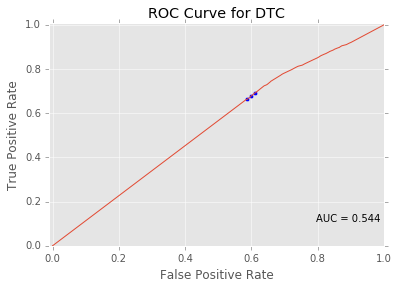 ROC Curve for DTC
True Positive Rate
1.0
0.8
0.6
0.4
0.2
0.0
AUC = 0.544
0.0 0.2 0.4 0.6 0.8 1.0
False Positive Rate